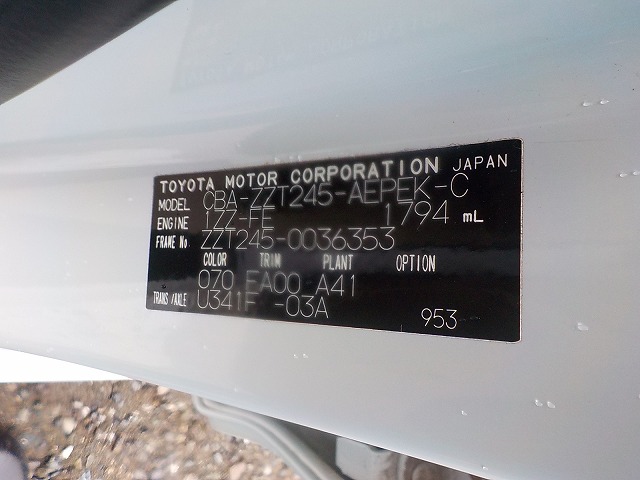 TOYOTA MOTOR CORPORATION JAPAN
MODEL CBA-ZZT245-AEPEK-C
ENGINE 1ZZ-FE 1794 mL
FRAME No. ZZT245-0036353
COLOR TRIM PLANT OPTION
070 EA00 A41
TRANS/AXLE U341F -03A
953